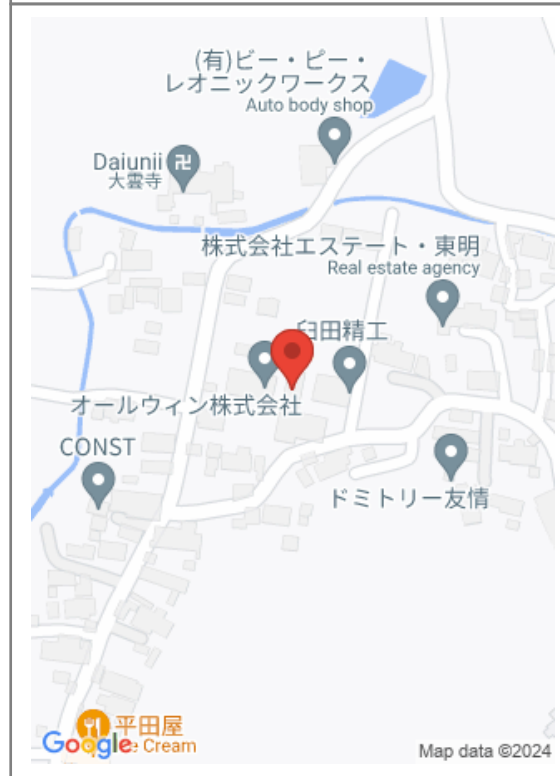 (有)ビー・ピー・
レオニックワークス
Auto body shop
Daiunji
大雲寺
卍
株式会社エステート・東明
Real estate agency
臼田精工
オールウィン株式会社
CONST
ドミトリー友情
平田屋
Cream
Google
Map data ©2024